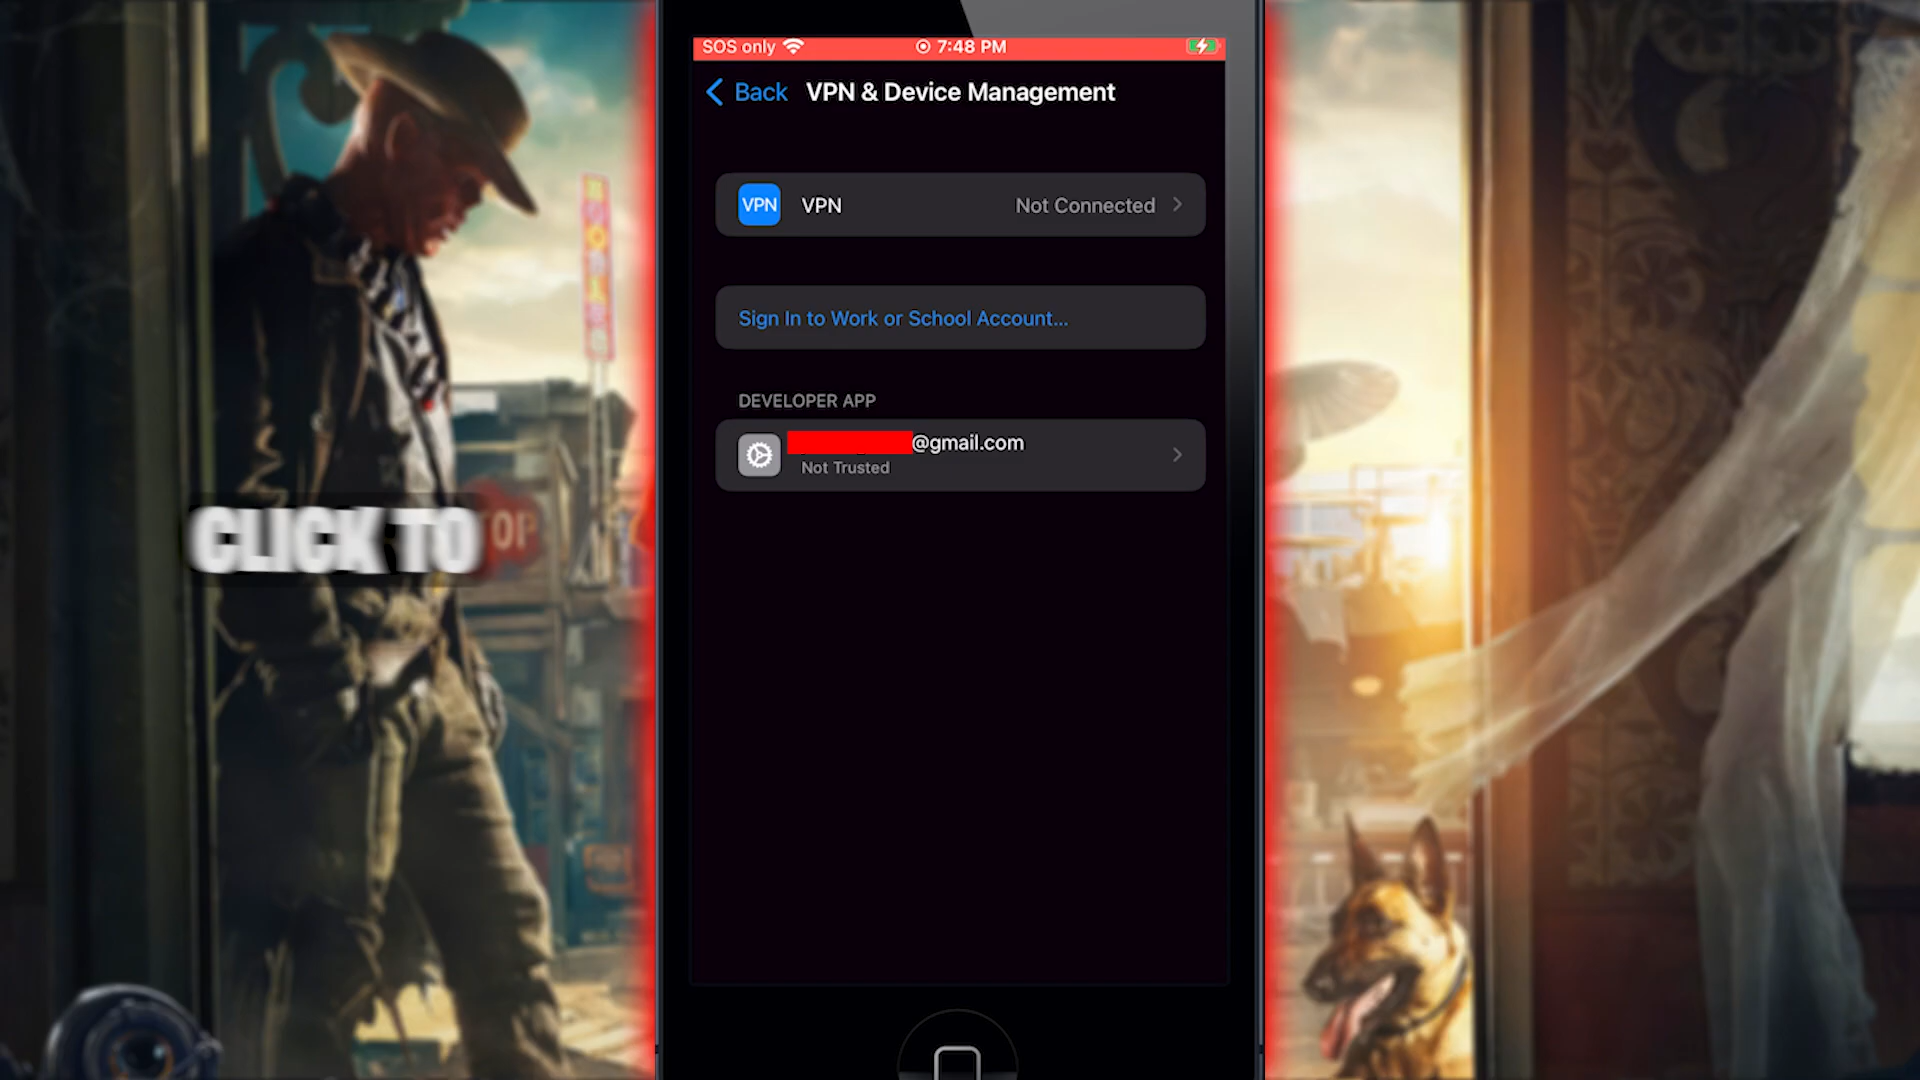 SOS only
7:48 PM
Back
VPN & Device Management
VPN
VPN
Not Connected
Sign In to Work or School Account...
DEVELOPER APP
@gmail.com
Not Trusted
CLICK TO
TOP